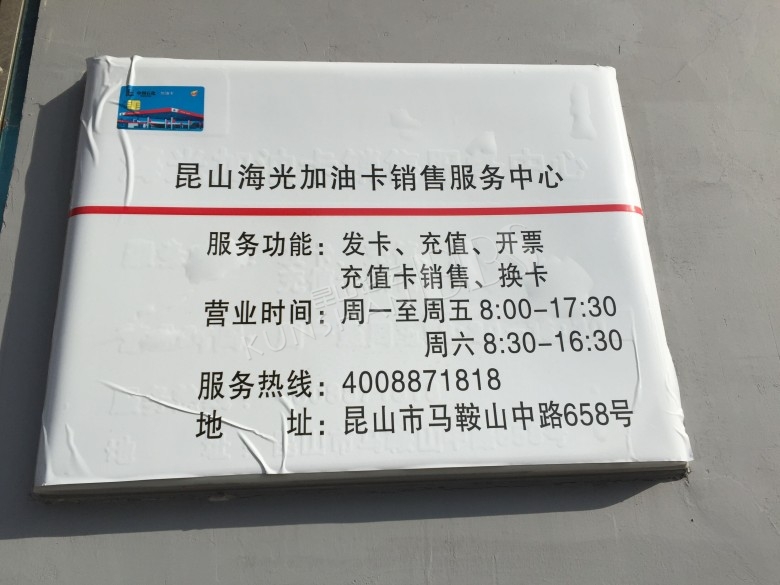 昆山海光加油卡销售服务中心
服务功能：发卡、充值、开票
充值卡销售、换卡
营业时间：周一至周五 8:00-17:30
周六 8:30-16:30
服务热线：4008871818
地 址：昆山市马鞍山中路658号